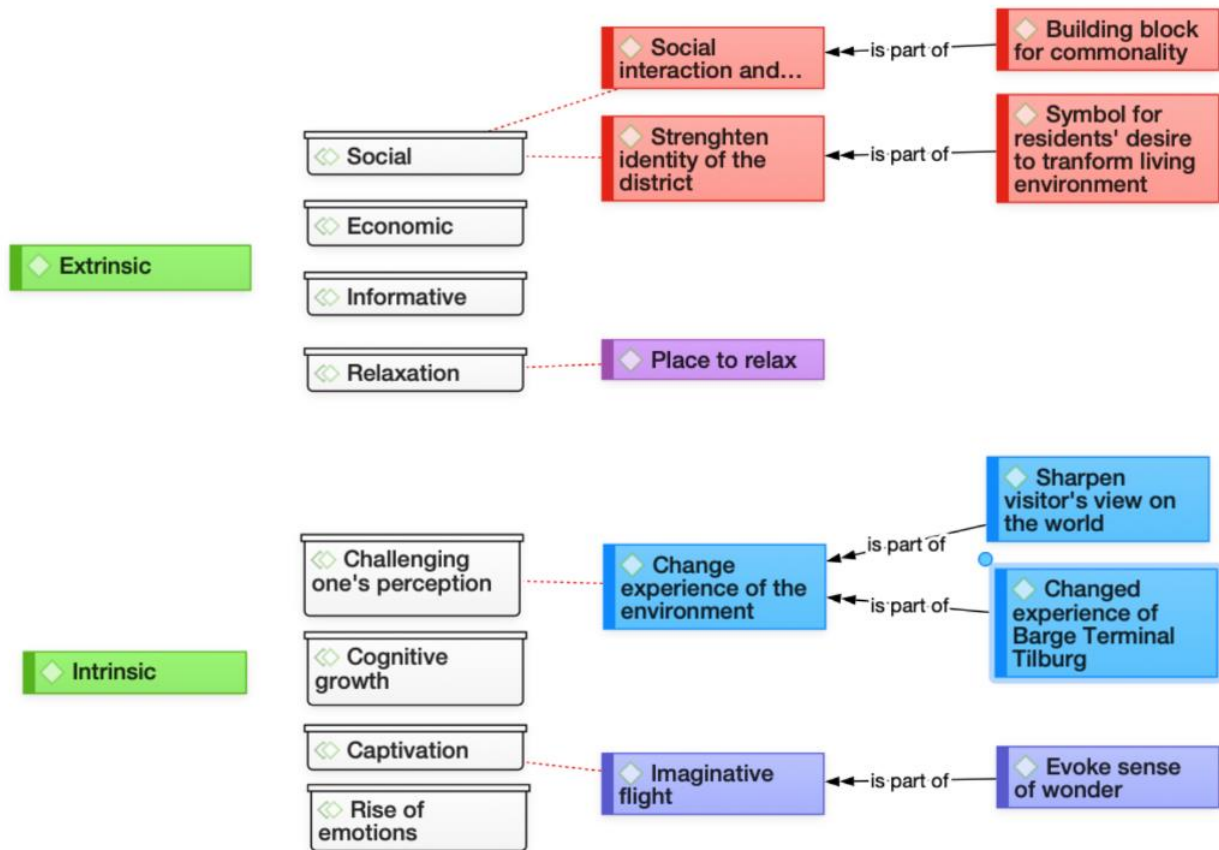 Social
interaction and...
is part of
Building block
for commonality
Social
Strenghten
identity of the
district
is part of
Symbol for
residents' desire
to tranform living
environment
Economic
Extrinsic
Informative
Relaxation
Place to relax
Sharpen
visitor's view on
the world
is part of
Challenging
one's perception
Change
experience of the
environment
is part of
Changed
experience of
Barge Terminal
Tilburg
Intrinsic
Cognitive
growth
Captivation
Imaginative
flight
is part of
Evoke sense
of wonder
Rise of
emotions